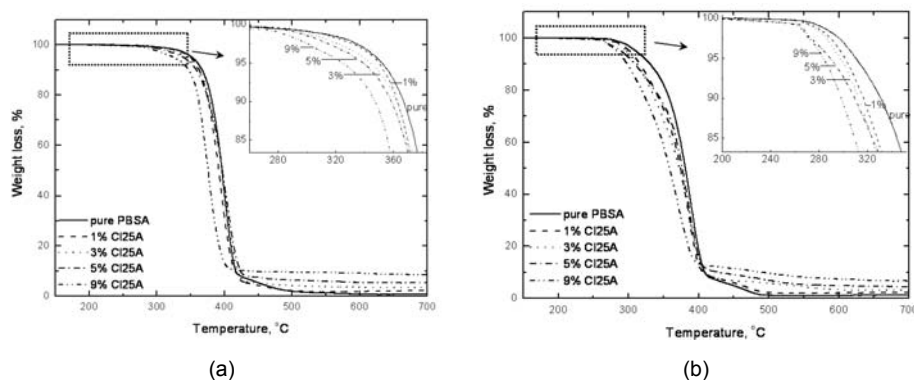 100
95
90
85
280
320
360
9%
5%
3%
1%
pure
100
80
60
40
20
0
Weight loss, %
pure PBSA
1% Cl25A
3% Cl25A
5% Cl25A
9% Cl25A
200
300
400
500
600
700
Temperature, °C
(a)
100
95
90
85
200
240
280
320
9%
5%
3%
1%
pure
100
80
60
40
20
0
Weight loss, %
pure PBSA
1% Cl25A
3% Cl25A
5% Cl25A
9% Cl25A
200
300
400
500
600
700
Temperature, °C
(b)